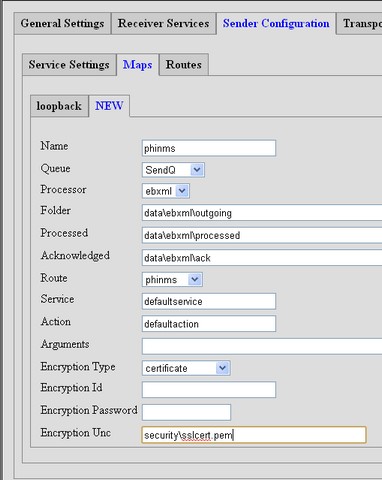 General Settings Receiver Services Sender Configuration Transpo
Service Settings Maps Routes
loopback NEW
Name phinms
Queue SendQ
Processor ebxml
Folder data\ebxml\outgoing
Processed data\ebxml\processed
Acknowledged data\ebxml\ack
Route phinms
Service defaultservice
Action defaultaction
Arguments
Encryption Type certificate
Encryption Id
Encryption Password
Encryption Unc security\sslcert.pem